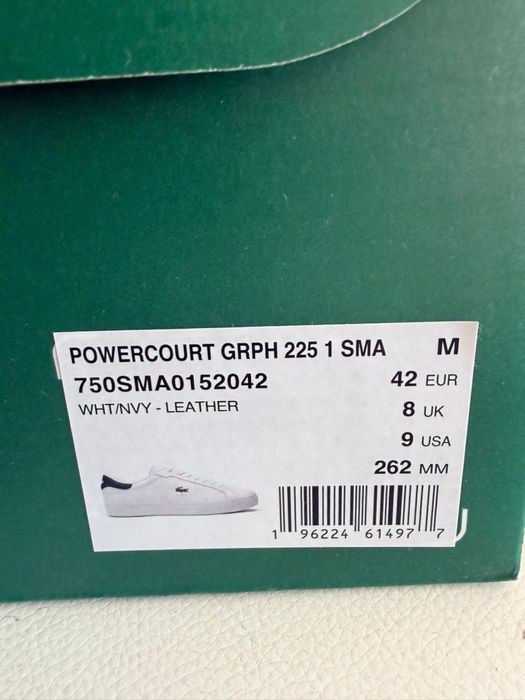 POWERCOURT GRPH 225 1 SMA M
750SMA0152042 42 EUR
WHT/NVY - LEATHER 8 UK
9 USA
262 MM
1 96224 61497 7